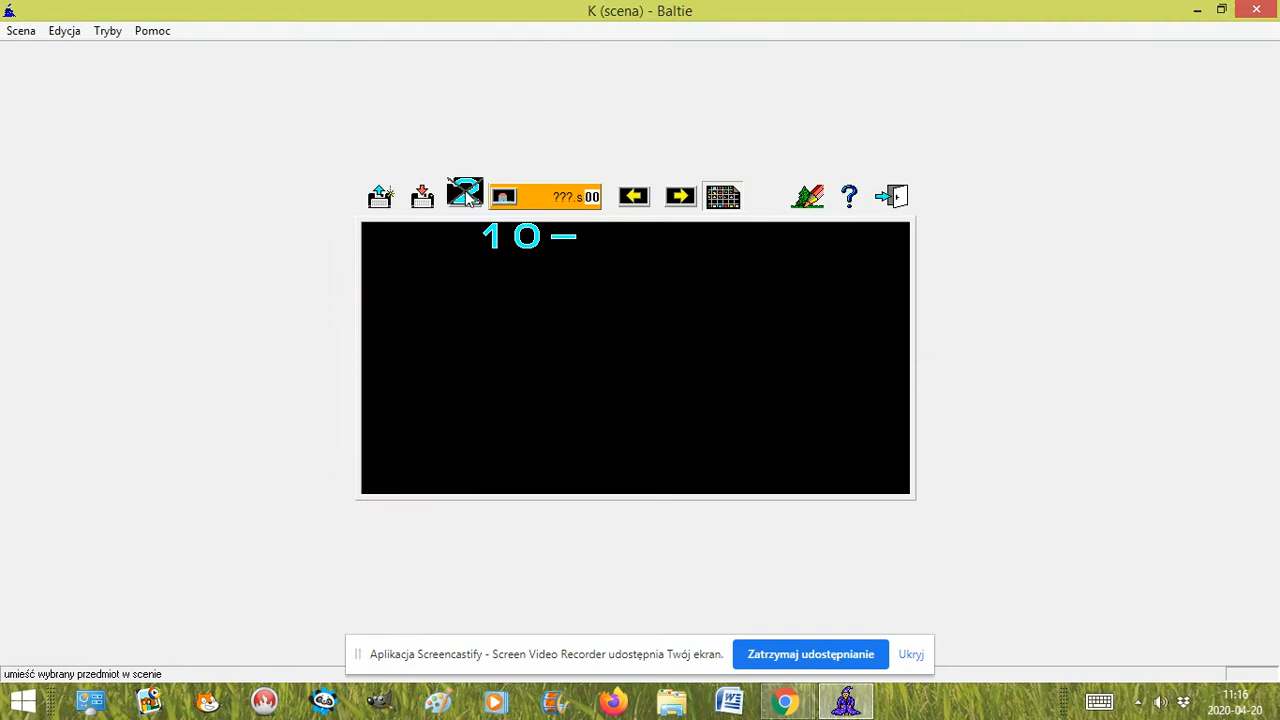 K (scena) - Baltie
Scena Edycja Tryby Pomoc
2 ???.s 00 ?
10-
Aplikacja Screencastify - Screen Video Recorder udostępnia Twój ekran. Zatrzymaj udostępnianie Ukryj
umieść wybrany przedmiot w scenie
11:16
2020-04-20